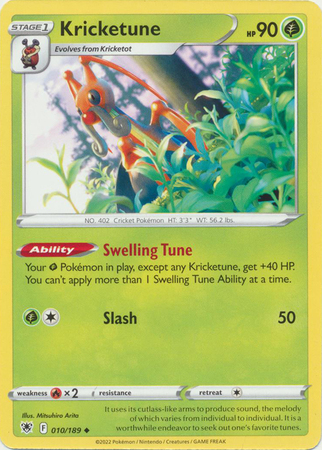 STAGE1
Kricketune
HP90
Evolves from Kricketot
NO. 402 Cricket Pokémon HT: 3'3" WT: 56.2 lbs.
Ability Swelling Tune
Your Pokémon in play, except any Kricketune, get +40 HP.
You can't apply more than 1 Swelling Tune Ability at a time.
Slash 50
weakness ×2 resistance retreat
Illus. Mitsuhiro Arita
It uses its cutlass-like arms to produce sound, the melody
of which varies from individual to individual. It is a
worthwhile endeavor to seek out one's favorite tunes.
F 010/189
©2022 Pokémon / Nintendo / Creatures / GAME FREAK